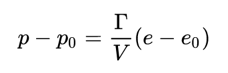 p − p₀ = Γ/V (e − e₀)